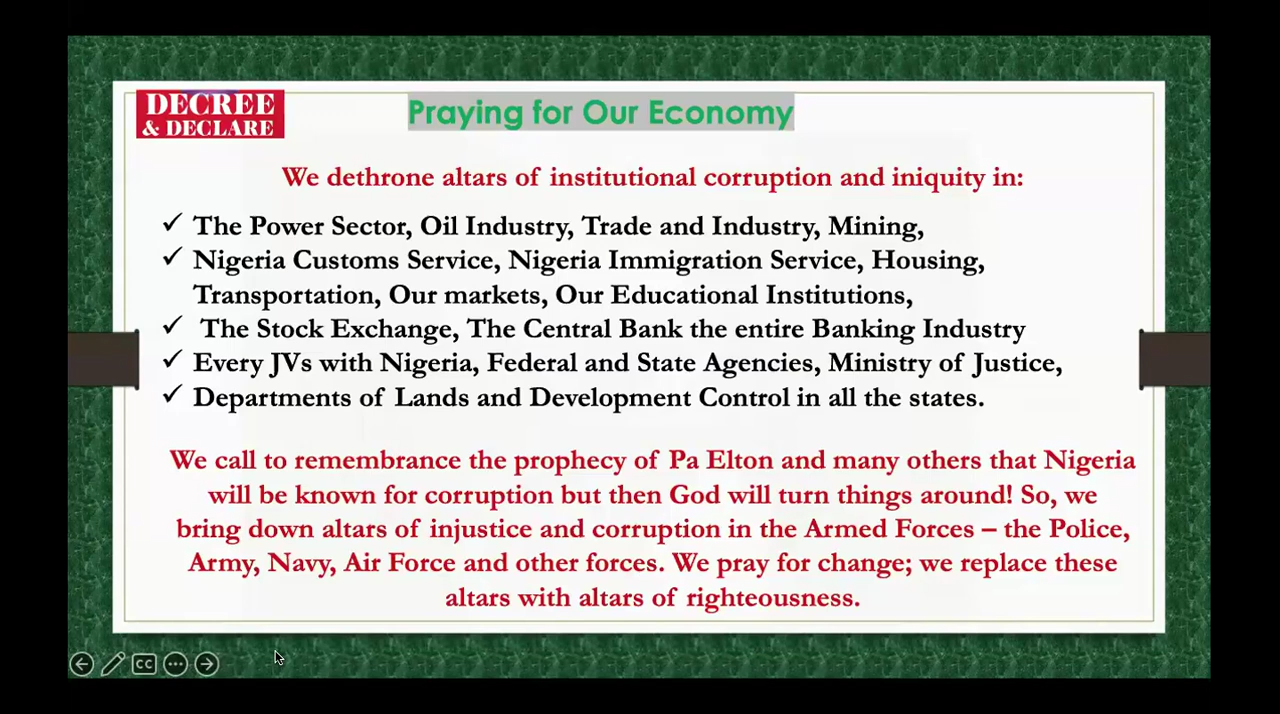 DECREE
& DECLARE
Praying for Our Economy
We dethrone altars of institutional corruption and iniquity in:
✓ The Power Sector, Oil Industry, Trade and Industry, Mining,
✓ Nigeria Customs Service, Nigeria Immigration Service, Housing,
Transportation, Our markets, Our Educational Institutions,
✓ The Stock Exchange, The Central Bank the entire Banking Industry
✓ Every JVs with Nigeria, Federal and State Agencies, Ministry of Justice,
✓ Departments of Lands and Development Control in all the states.
We call to remembrance the prophecy of Pa Elton and many others that Nigeria
will be known for corruption but then God will turn things around! So, we
bring down altars of injustice and corruption in the Armed Forces – the Police,
Army, Navy, Air Force and other forces. We pray for change; we replace these
altars with altars of righteousness.
CC